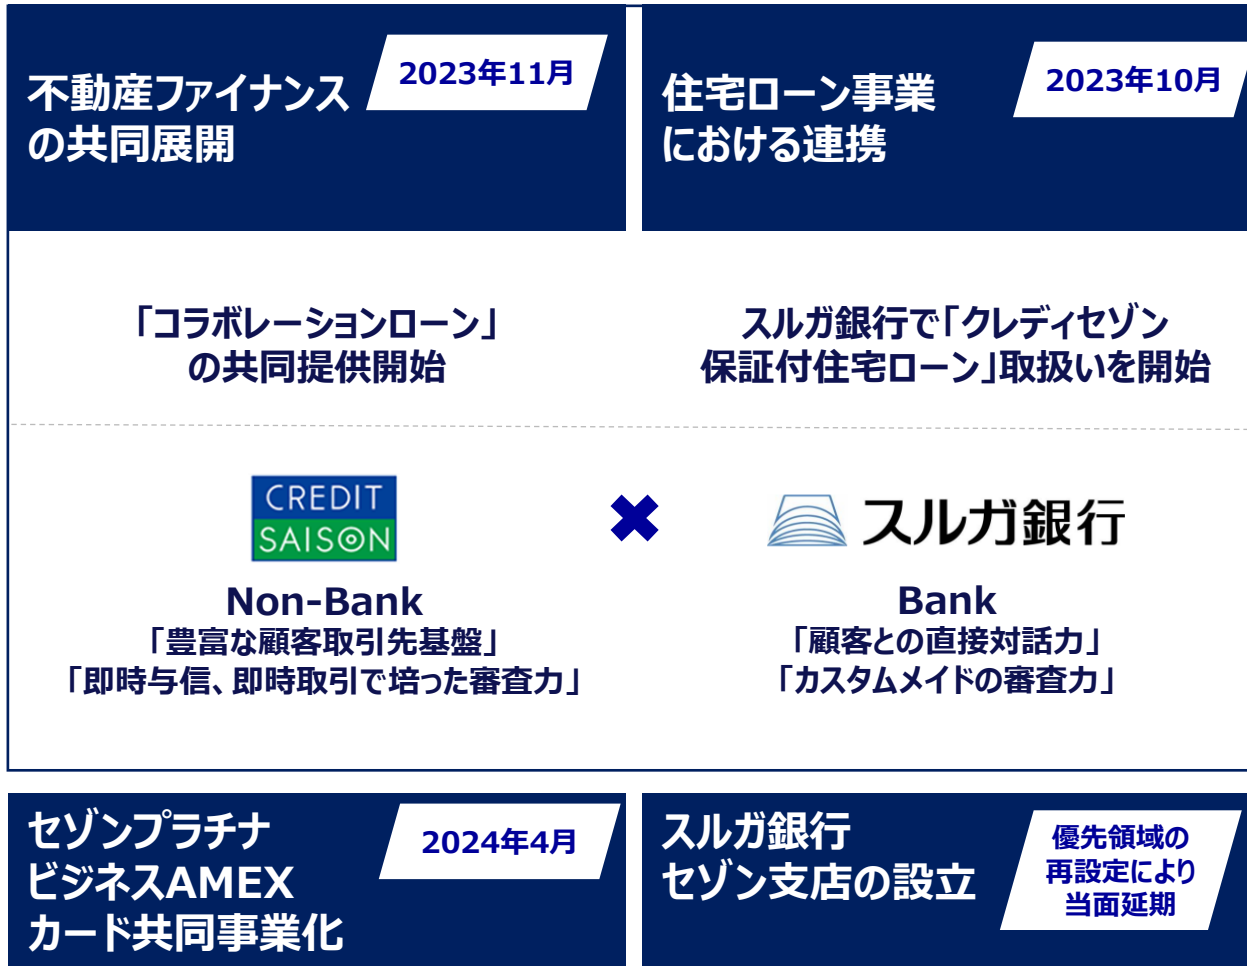 不動産ファイナンス
の共同展開
2023年11月
住宅ローン事業
における連携
2023年10月
「コラボレーションローン」
の共同提供開始
スルガ銀行で「クレディセゾン
保証付住宅ローン」取扱いを開始
CREDIT
SAISON
スルガ銀行
Non-Bank
「豊富な顧客取引先基盤」
「即時与信、即時取引で培った審査力」
Bank
「顧客との直接対話力」
「カスタムメイドの審査力」
セゾンプラチナ
ビジネスAMEX
カード共同事業化
2024年4月
スルガ銀行
セゾン支店の設立
優先領域の
再設定により
当面延期